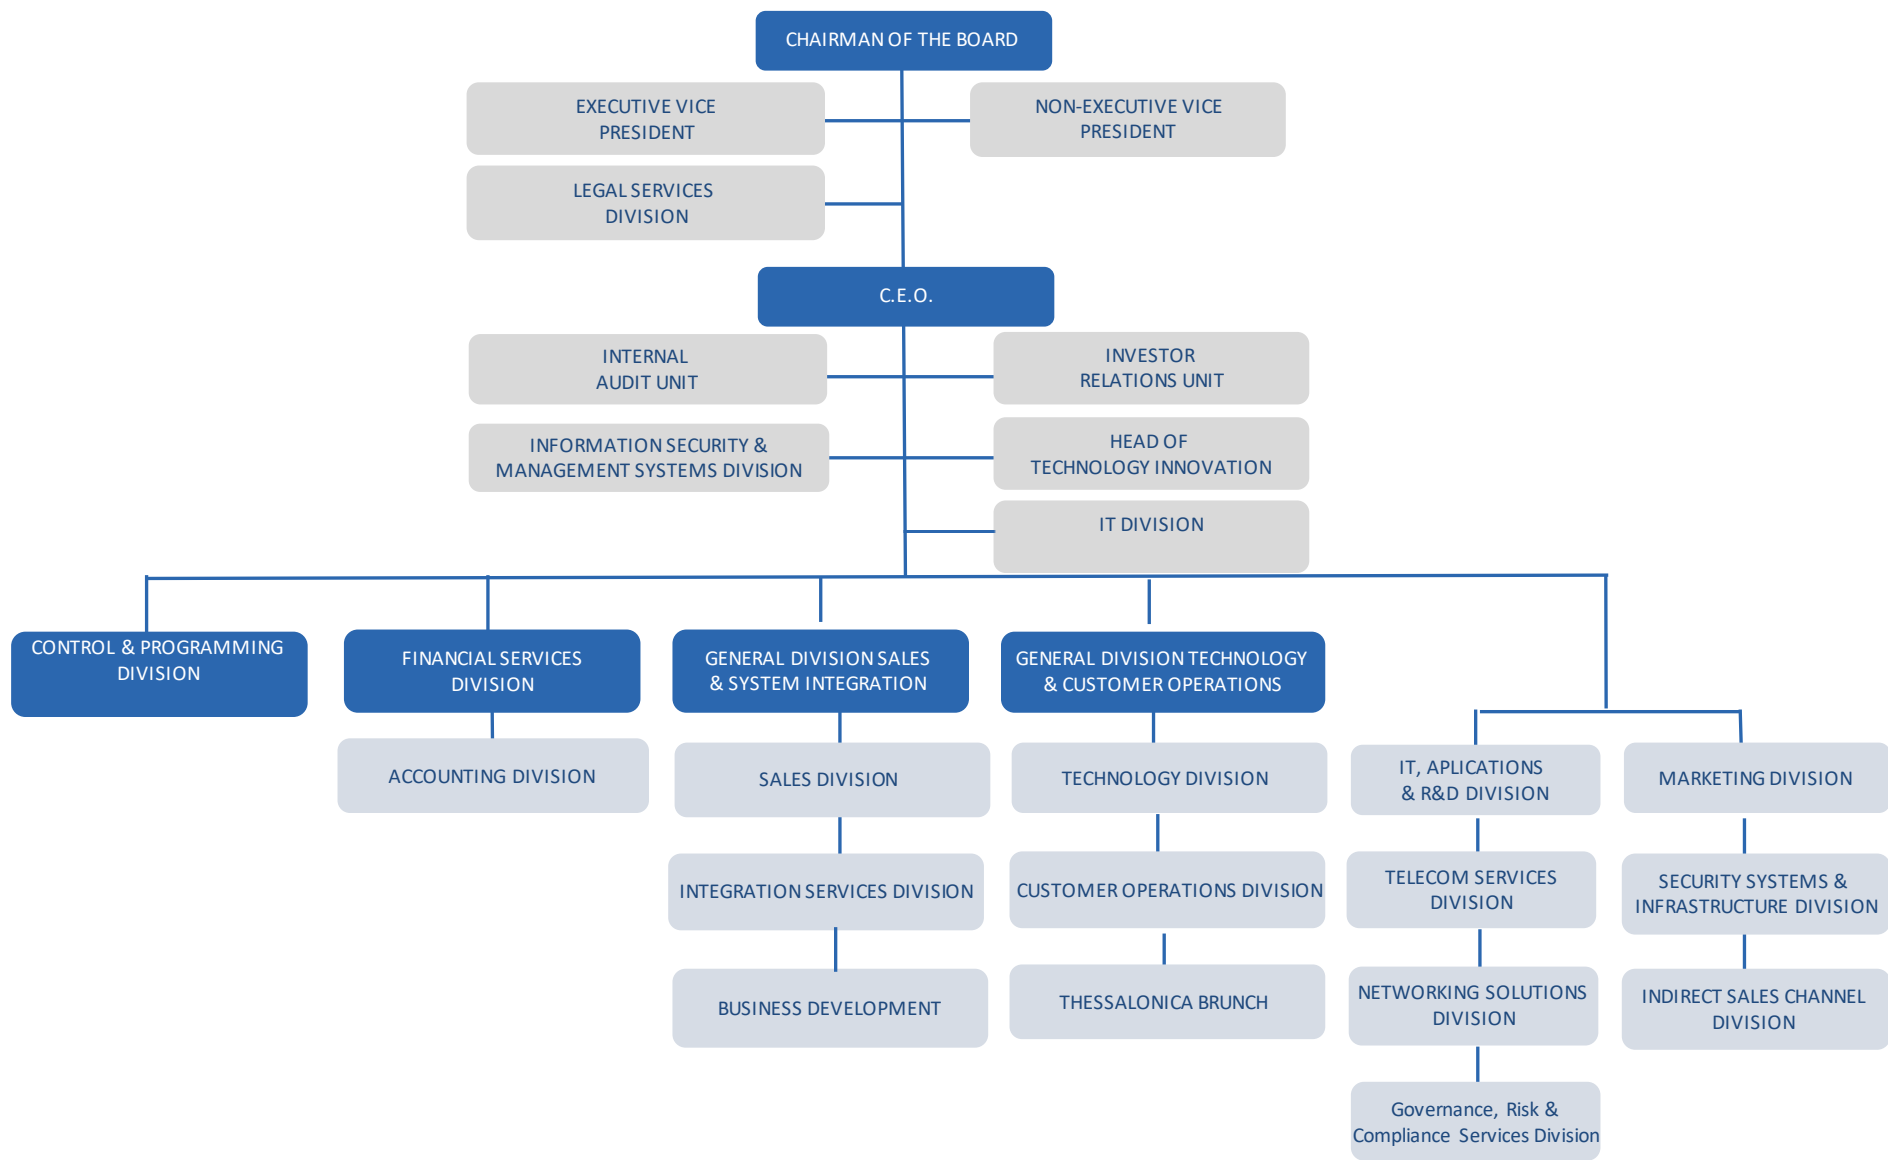 CHAIRMAN OF THE BOARD
EXECUTIVE VICE
PRESIDENT
NON-EXECUTIVE VICE
PRESIDENT
LEGAL SERVICES
DIVISION
C.E.O.
INTERNAL
AUDIT UNIT
INVESTOR
RELATIONS UNIT
INFORMATION SECURITY &
MANAGEMENT SYSTEMS DIVISION
HEAD OF
TECHNOLOGY INNOVATION
IT DIVISION
CONTROL & PROGRAMMING
DIVISION
FINANCIAL SERVICES
DIVISION
GENERAL DIVISION SALES
& SYSTEM INTEGRATION
GENERAL DIVISION TECHNOLOGY
& CUSTOMER OPERATIONS
ACCOUNTING DIVISION
SALES DIVISION
TECHNOLOGY DIVISION
IT, APLICATIONS
& R&D DIVISION
MARKETING DIVISION
INTEGRATION SERVICES DIVISION
CUSTOMER OPERATIONS DIVISION
TELECOM SERVICES
DIVISION
SECURITY SYSTEMS &
INFRASTRUCTURE DIVISION
BUSINESS DEVELOPMENT
THESSALONICA BRUNCH
NETWORKING SOLUTIONS
DIVISION
INDIRECT SALES CHANNEL
DIVISION
Governance, Risk &
Compliance Services Division